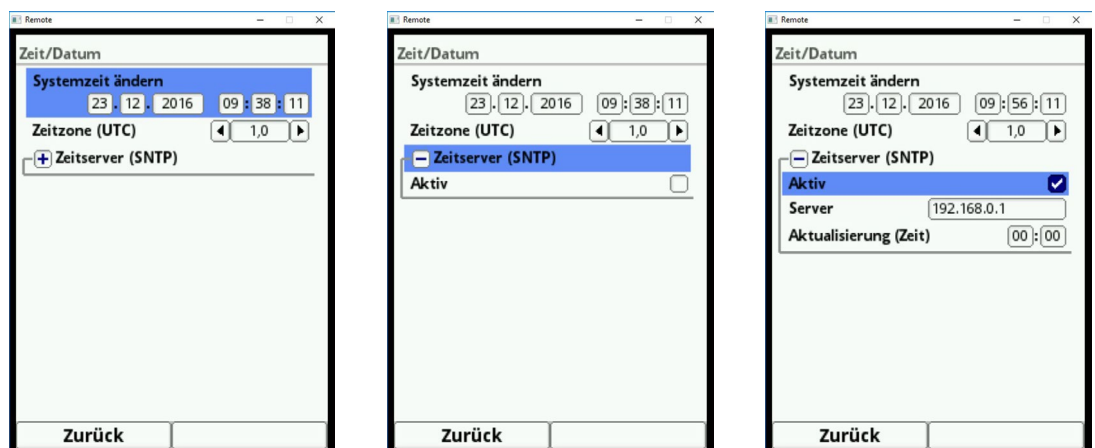 Remote
Zeit/Datum
Systemzeit ändern
23 . 12 . 2016 09 : 38 : 11
Zeitzone (UTC) 1,0
Zeitserver (SNTP)
Zurück
Remote
Zeit/Datum
Systemzeit ändern
23 . 12 . 2016 09 : 38 : 11
Zeitzone (UTC) 1,0
Zeitserver (SNTP)
Aktiv
Zurück
Remote
Zeit/Datum
Systemzeit ändern
23 . 12 . 2016 09 : 56 : 11
Zeitzone (UTC) 1,0
Zeitserver (SNTP)
Aktiv
Server 192.168.0.1
Aktualisierung (Zeit) 00 : 00
Zurück